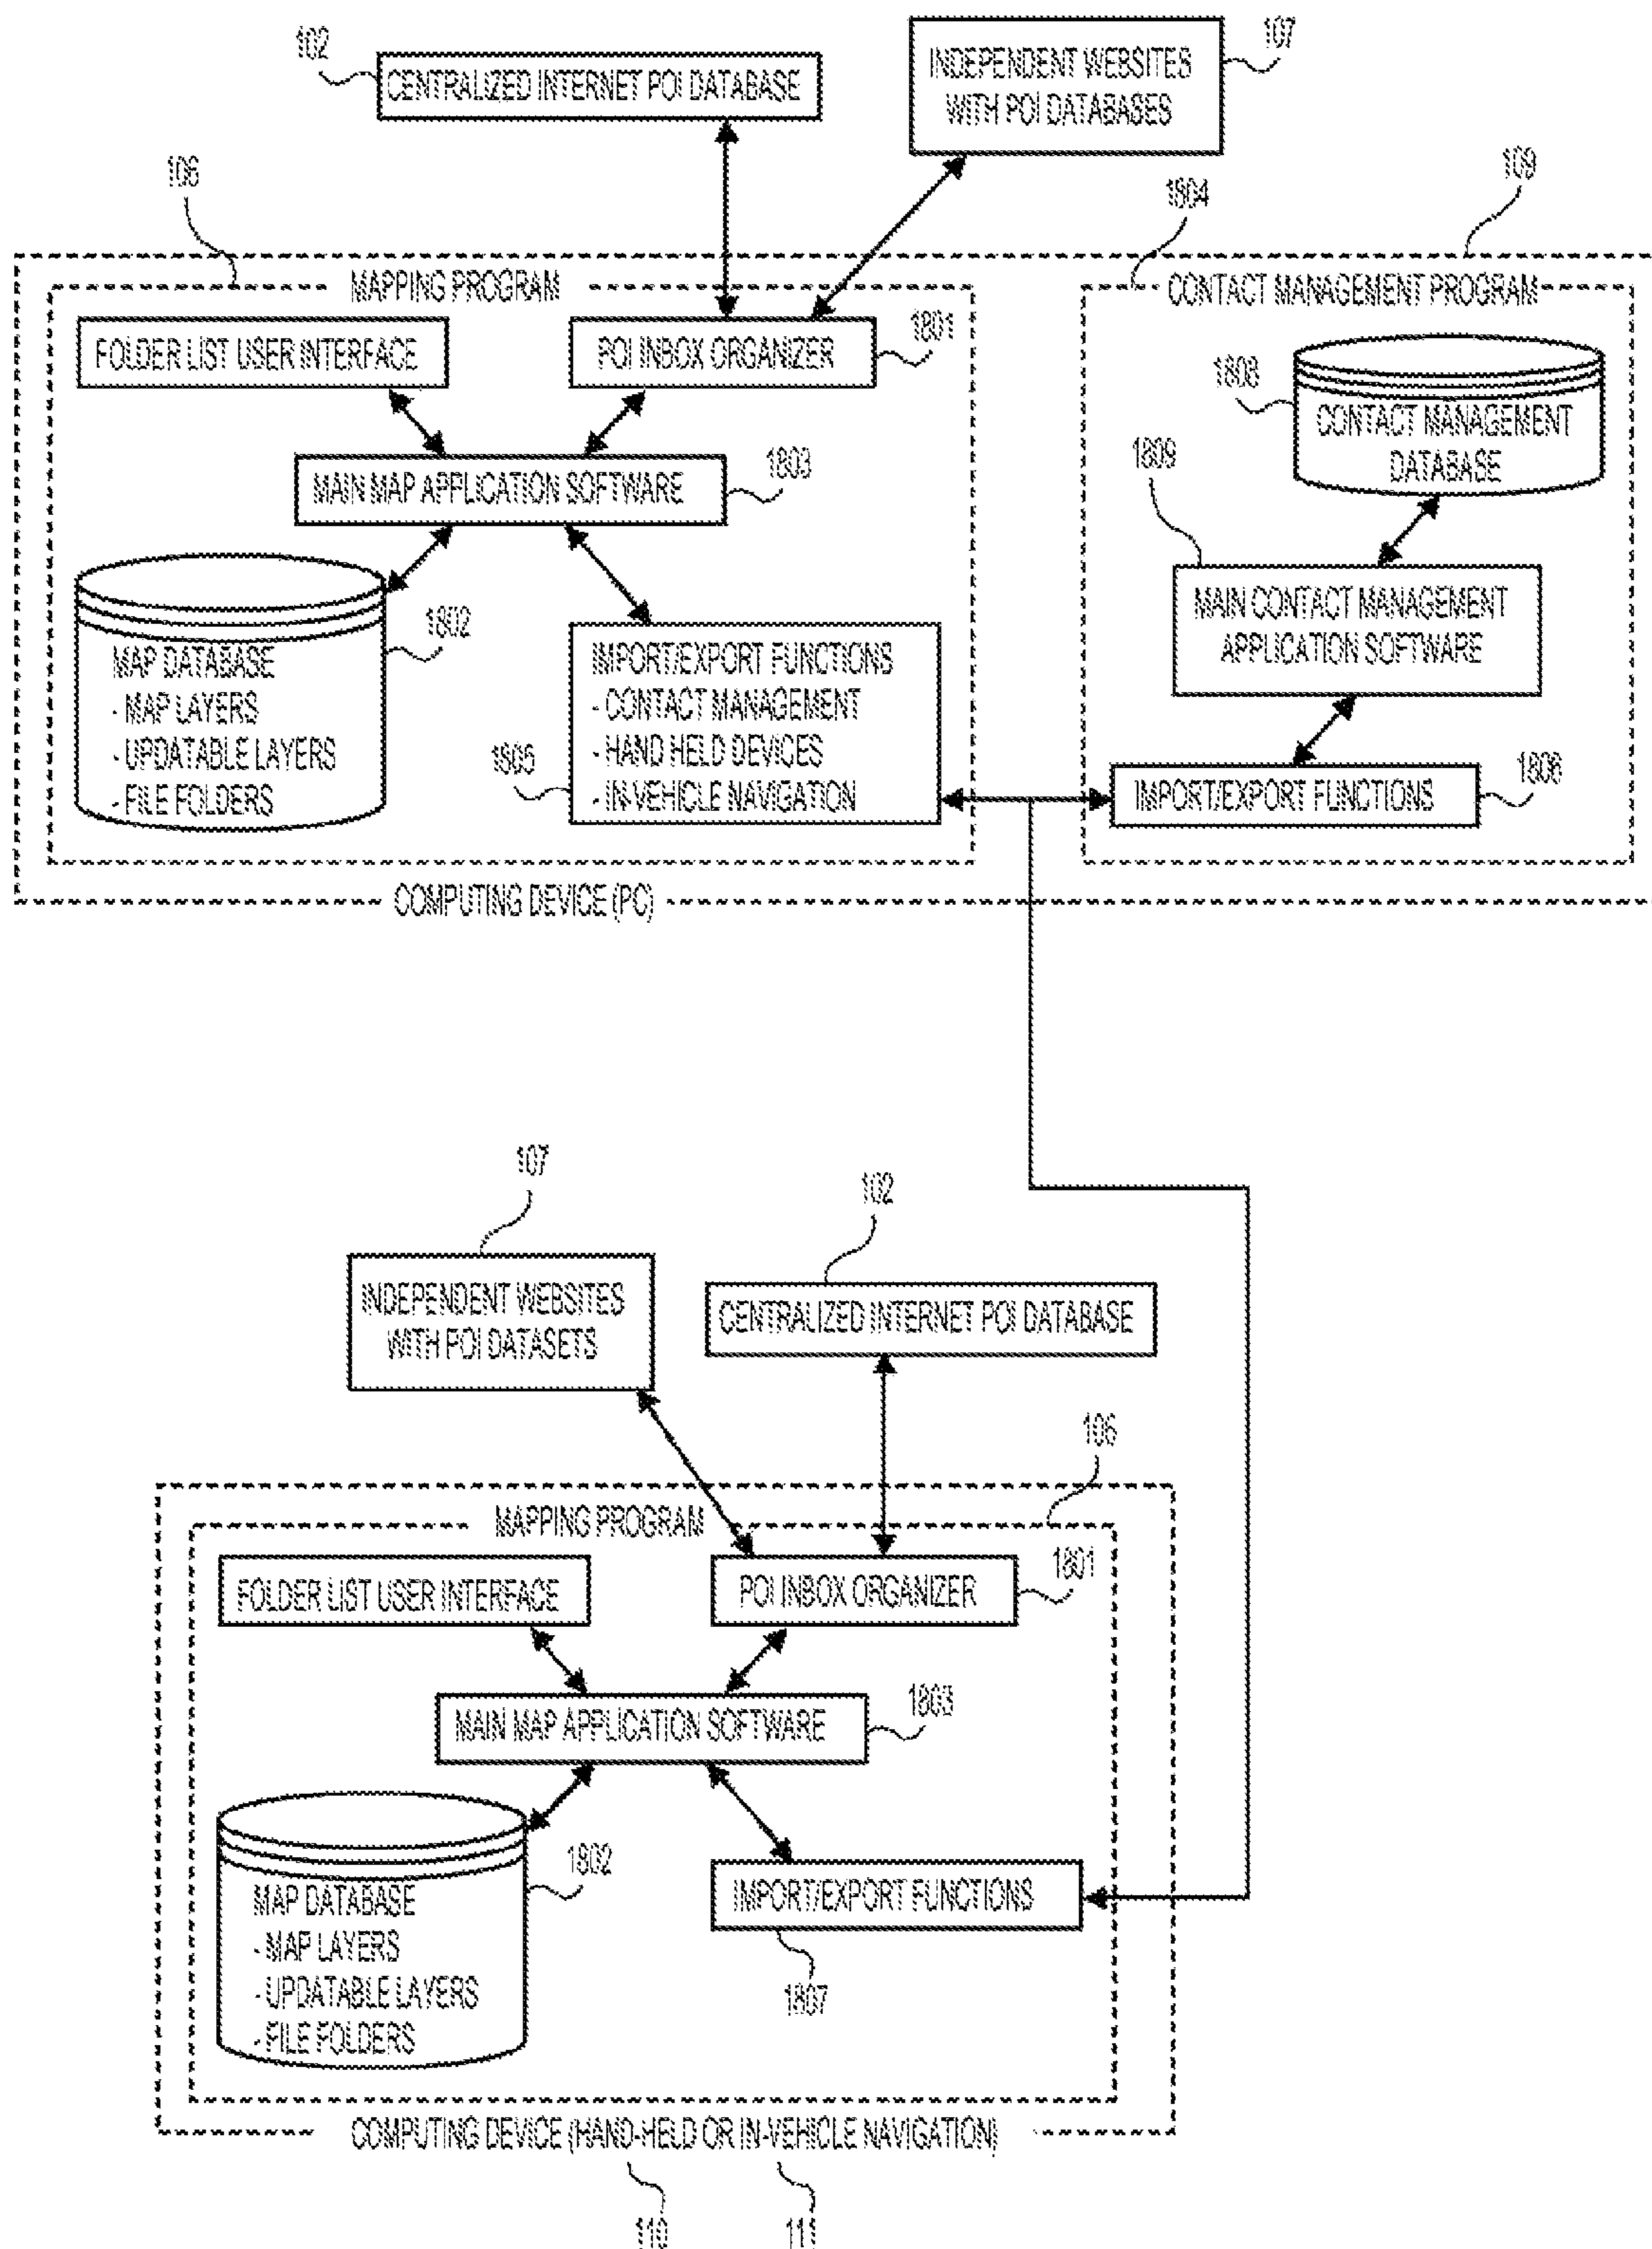 102
CENTRALIZED INTERNET POI DATABASE
INDEPENDENT WEBSITES
WITH POI DATABASES
107
106
1804
109
MAPPING PROGRAM
CONTACT MANAGEMENT PROGRAM
FOLDER LIST USER INTERFACE
POI INBOX ORGANIZER
1801
1808
CONTACT MANAGEMENT
DATABASE
MAIN MAP APPLICATION SOFTWARE
1803
1809
MAIN CONTACT MANAGEMENT
APPLICATION SOFTWARE
1802
MAP DATABASE
- MAP LAYERS
- UPDATABLE LAYERS
- FILE FOLDERS
IMPORT/EXPORT FUNCTIONS
- CONTACT MANAGEMENT
- HAND HELD DEVICES
- IN-VEHICLE NAVIGATION
1805
IMPORT/EXPORT FUNCTIONS
1806
COMPUTING DEVICE (PC)
107
102
INDEPENDENT WEBSITES
WITH POI DATASETS
CENTRALIZED INTERNET POI DATABASE
106
MAPPING PROGRAM
FOLDER LIST USER INTERFACE
POI INBOX ORGANIZER
1801
MAIN MAP APPLICATION SOFTWARE
1803
1802
MAP DATABASE
- MAP LAYERS
- UPDATABLE LAYERS
- FILE FOLDERS
IMPORT/EXPORT FUNCTIONS
1807
COMPUTING DEVICE (HAND-HELD OR IN-VEHICLE NAVIGATION)
110
111